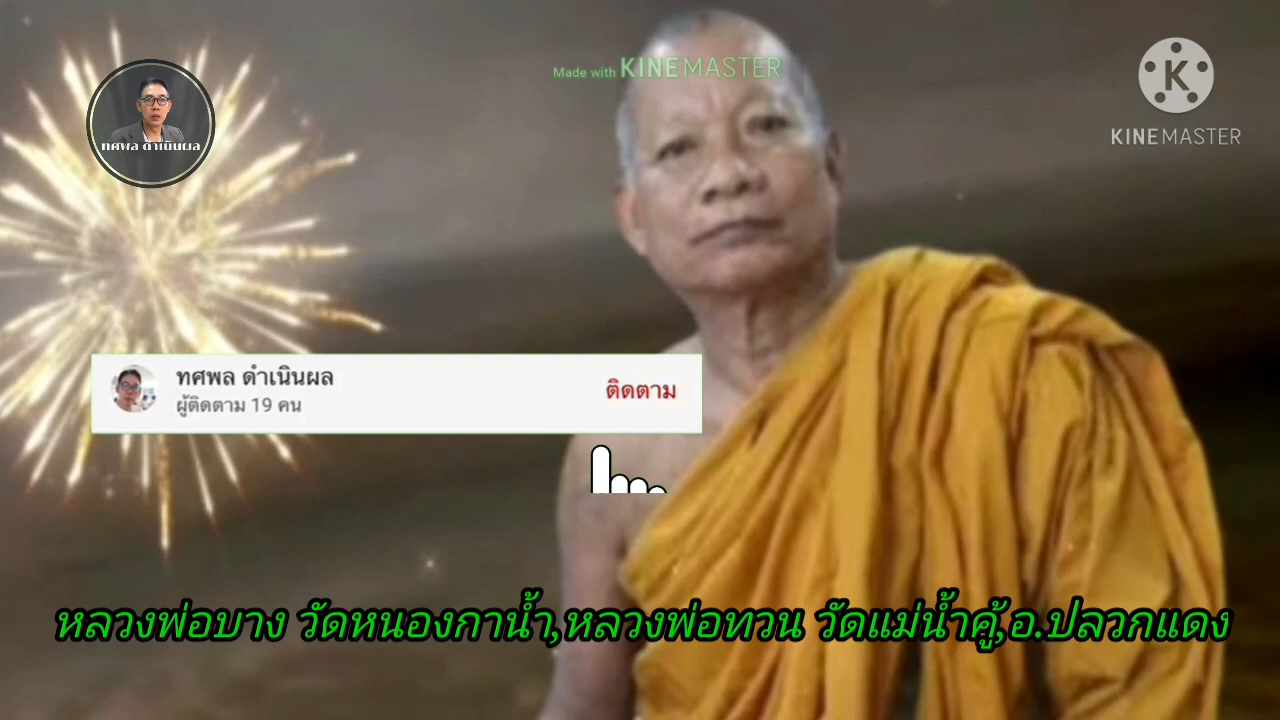 Made with KINEMASTER
K
KINEMASTER
ทศพล ดำเนินผล
ทศพล ดำเนินผล
ผู้ติดตาม 19 คน
ติดตาม
หลวงพ่อบาง วัดหนองกาน้ำ,หลวงพ่อทวน วัดแม่น้ำคู้,อ.ปลวกแดง